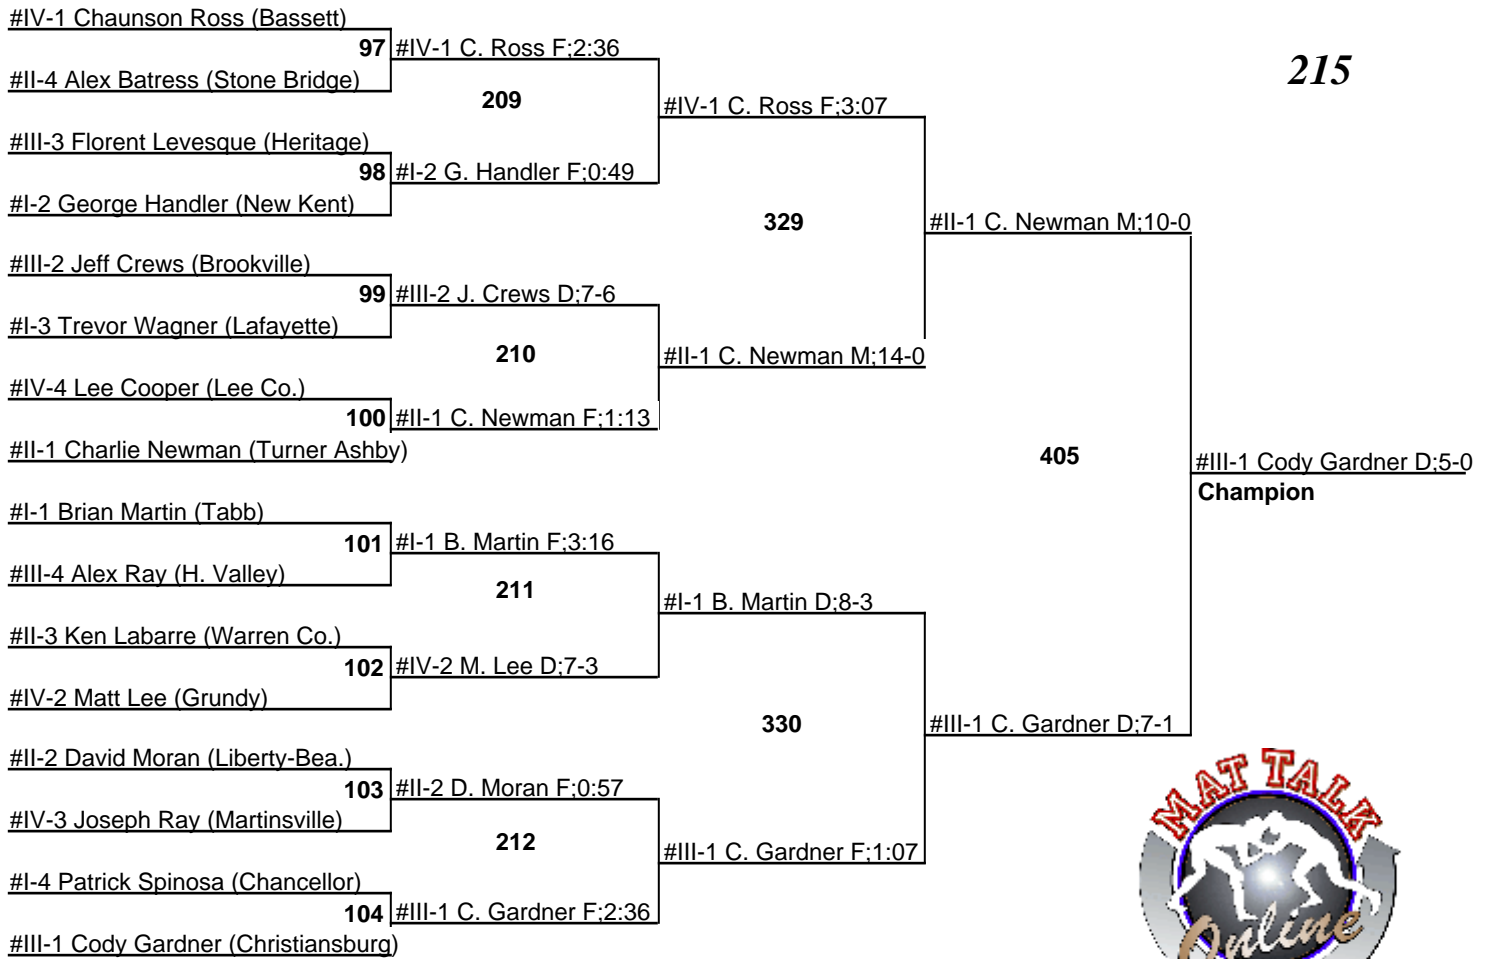 #IV-1 Chaunson Ross (Bassett)
97 #IV-1 C. Ross F;2:36
#II-4 Alex Batress (Stone Bridge)
215
209
#IV-1 C. Ross F;3:07
#III-3 Florent Levesque (Heritage)
98 #I-2 G. Handler F;0:49
#I-2 George Handler (New Kent)
329
#II-1 C. Newman M;10-0
#III-2 Jeff Crews (Brookville)
99 #III-2 J. Crews D;7-6
#I-3 Trevor Wagner (Lafayette)
210
#II-1 C. Newman M;14-0
#IV-4 Lee Cooper (Lee Co.)
100 #II-1 C. Newman F;1:13
#II-1 Charlie Newman (Turner Ashby)
405
#III-1 Cody Gardner D;5-0
Champion
#I-1 Brian Martin (Tabb)
101 #I-1 B. Martin F;3:16
#III-4 Alex Ray (H. Valley)
211
#I-1 B. Martin D;8-3
#II-3 Ken Labarre (Warren Co.)
102 #IV-2 M. Lee D;7-3
#IV-2 Matt Lee (Grundy)
330
#III-1 C. Gardner D;7-1
#II-2 David Moran (Liberty-Bea.)
103 #II-2 D. Moran F;0:57
#IV-3 Joseph Ray (Martinsville)
212
#III-1 C. Gardner F;1:07
#I-4 Patrick Spinosa (Chancellor)
104 #III-1 C. Gardner F;2:36
#III-1 Cody Gardner (Christiansburg)
MAT TALK
Online